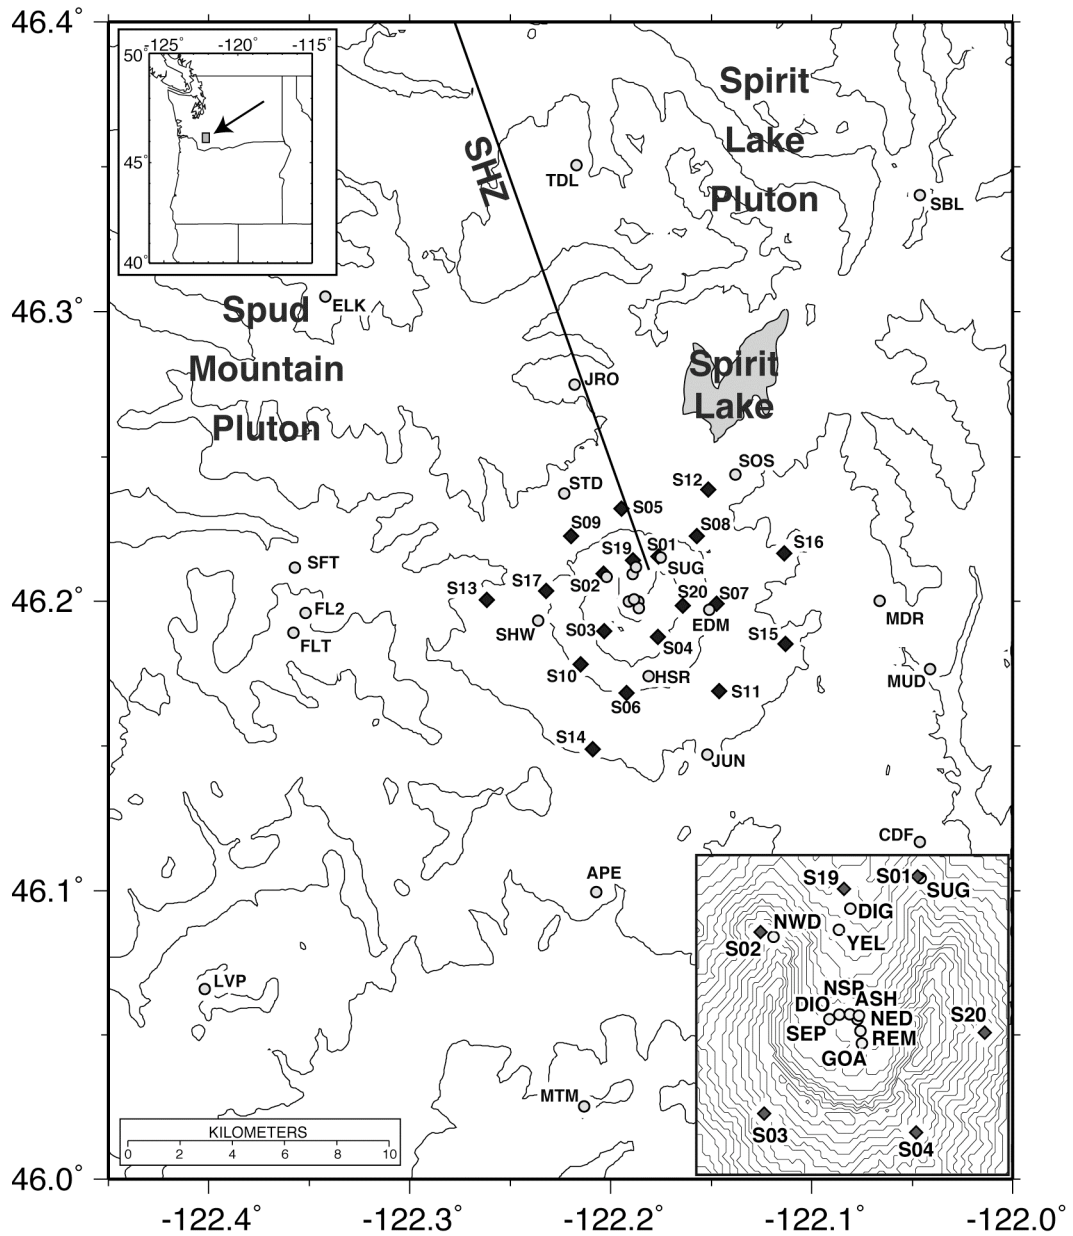 46.4°
-125° -120° -115°
50°
45°
40°
Spirit
Lake
Pluton
SHZ
TDL
SBL
46.3°
ELK
Spud
Mountain
Pluton
JRO
Spirit
Lake
SOS
S12
STD
S05
S09
S08
S19 S01
S16
SUG
SFT
S02
S13
S17
S20 S07
46.2°
FL2
EDM
MDR
SHW
S03
S15
FLT
S04
S10
HSR
MUD
S11
S06
S14
JUN
CDF
46.1°
APE
LVP
MTM
S19
S01
SUG
DIG
NWD
YEL
S02
NSP
ASH
DIO
NED
S20
SEP
REM
GOA
S03
S04
KILOMETERS
0 2 4 6 8 10
46.0°
-122.4° -122.3° -122.2° -122.1° -122.0°